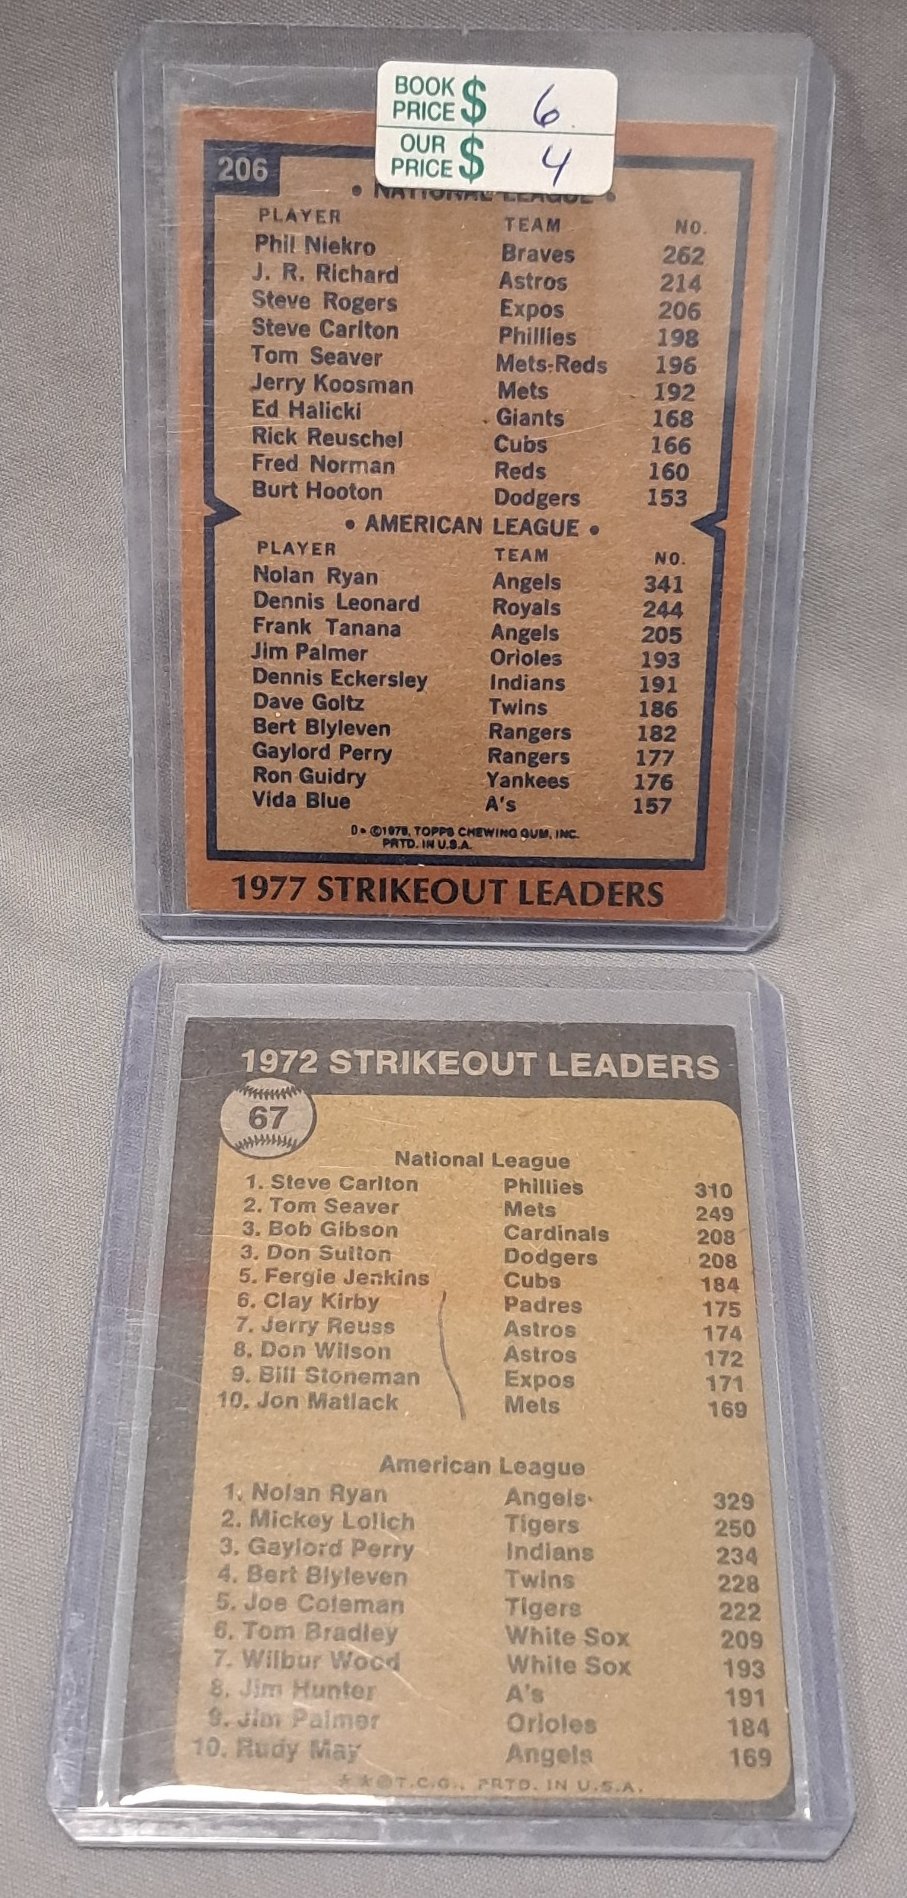 BOOK PRICE $ 6
OUR PRICE $ 4
206
• NATIONAL LEAGUE •
PLAYER TEAM NO.
Phil Niekro Braves 262
J. R. Richard Astros 214
Steve Rogers Expos 206
Steve Carlton Phillies 198
Tom Seaver Mets-Reds 196
Jerry Koosman Mets 192
Ed Halicki Giants 168
Rick Reuschel Cubs 166
Fred Norman Reds 160
Burt Hooton Dodgers 153
• AMERICAN LEAGUE •
PLAYER TEAM NO.
Nolan Ryan Angels 341
Dennis Leonard Royals 244
Frank Tanana Angels 205
Jim Palmer Orioles 193
Dennis Eckersley Indians 191
Dave Goltz Twins 186
Bert Blyleven Rangers 182
Gaylord Perry Rangers 177
Ron Guidry Yankees 176
Vida Blue A's 157
D• ©1978, TOPPS CHEWING GUM, INC.
PRTD. IN U.S.A.
1977 STRIKEOUT LEADERS
1972 STRIKEOUT LEADERS
67
National League
1. Steve Carlton Phillies 310
2. Tom Seaver Mets 249
3. Bob Gibson Cardinals 208
3. Don Sutton Dodgers 208
5. Fergie Jenkins Cubs 184
6. Clay Kirby Padres 175
7. Jerry Reuss Astros 174
8. Don Wilson Astros 172
9. Bill Stoneman Expos 171
10. Jon Matlack Mets 169
American League
1. Nolan Ryan Angels 329
2. Mickey Lolich Tigers 250
3. Gaylord Perry Indians 234
4. Bert Blyleven Twins 228
5. Joe Coleman Tigers 222
6. Tom Bradley White Sox 209
7. Wilbur Wood White Sox 193
8. Jim Hunter A's 191
9. Jim Palmer Orioles 184
10. Rudy May Angels 169
★★©T.C.G., PRTD. IN U.S.A.